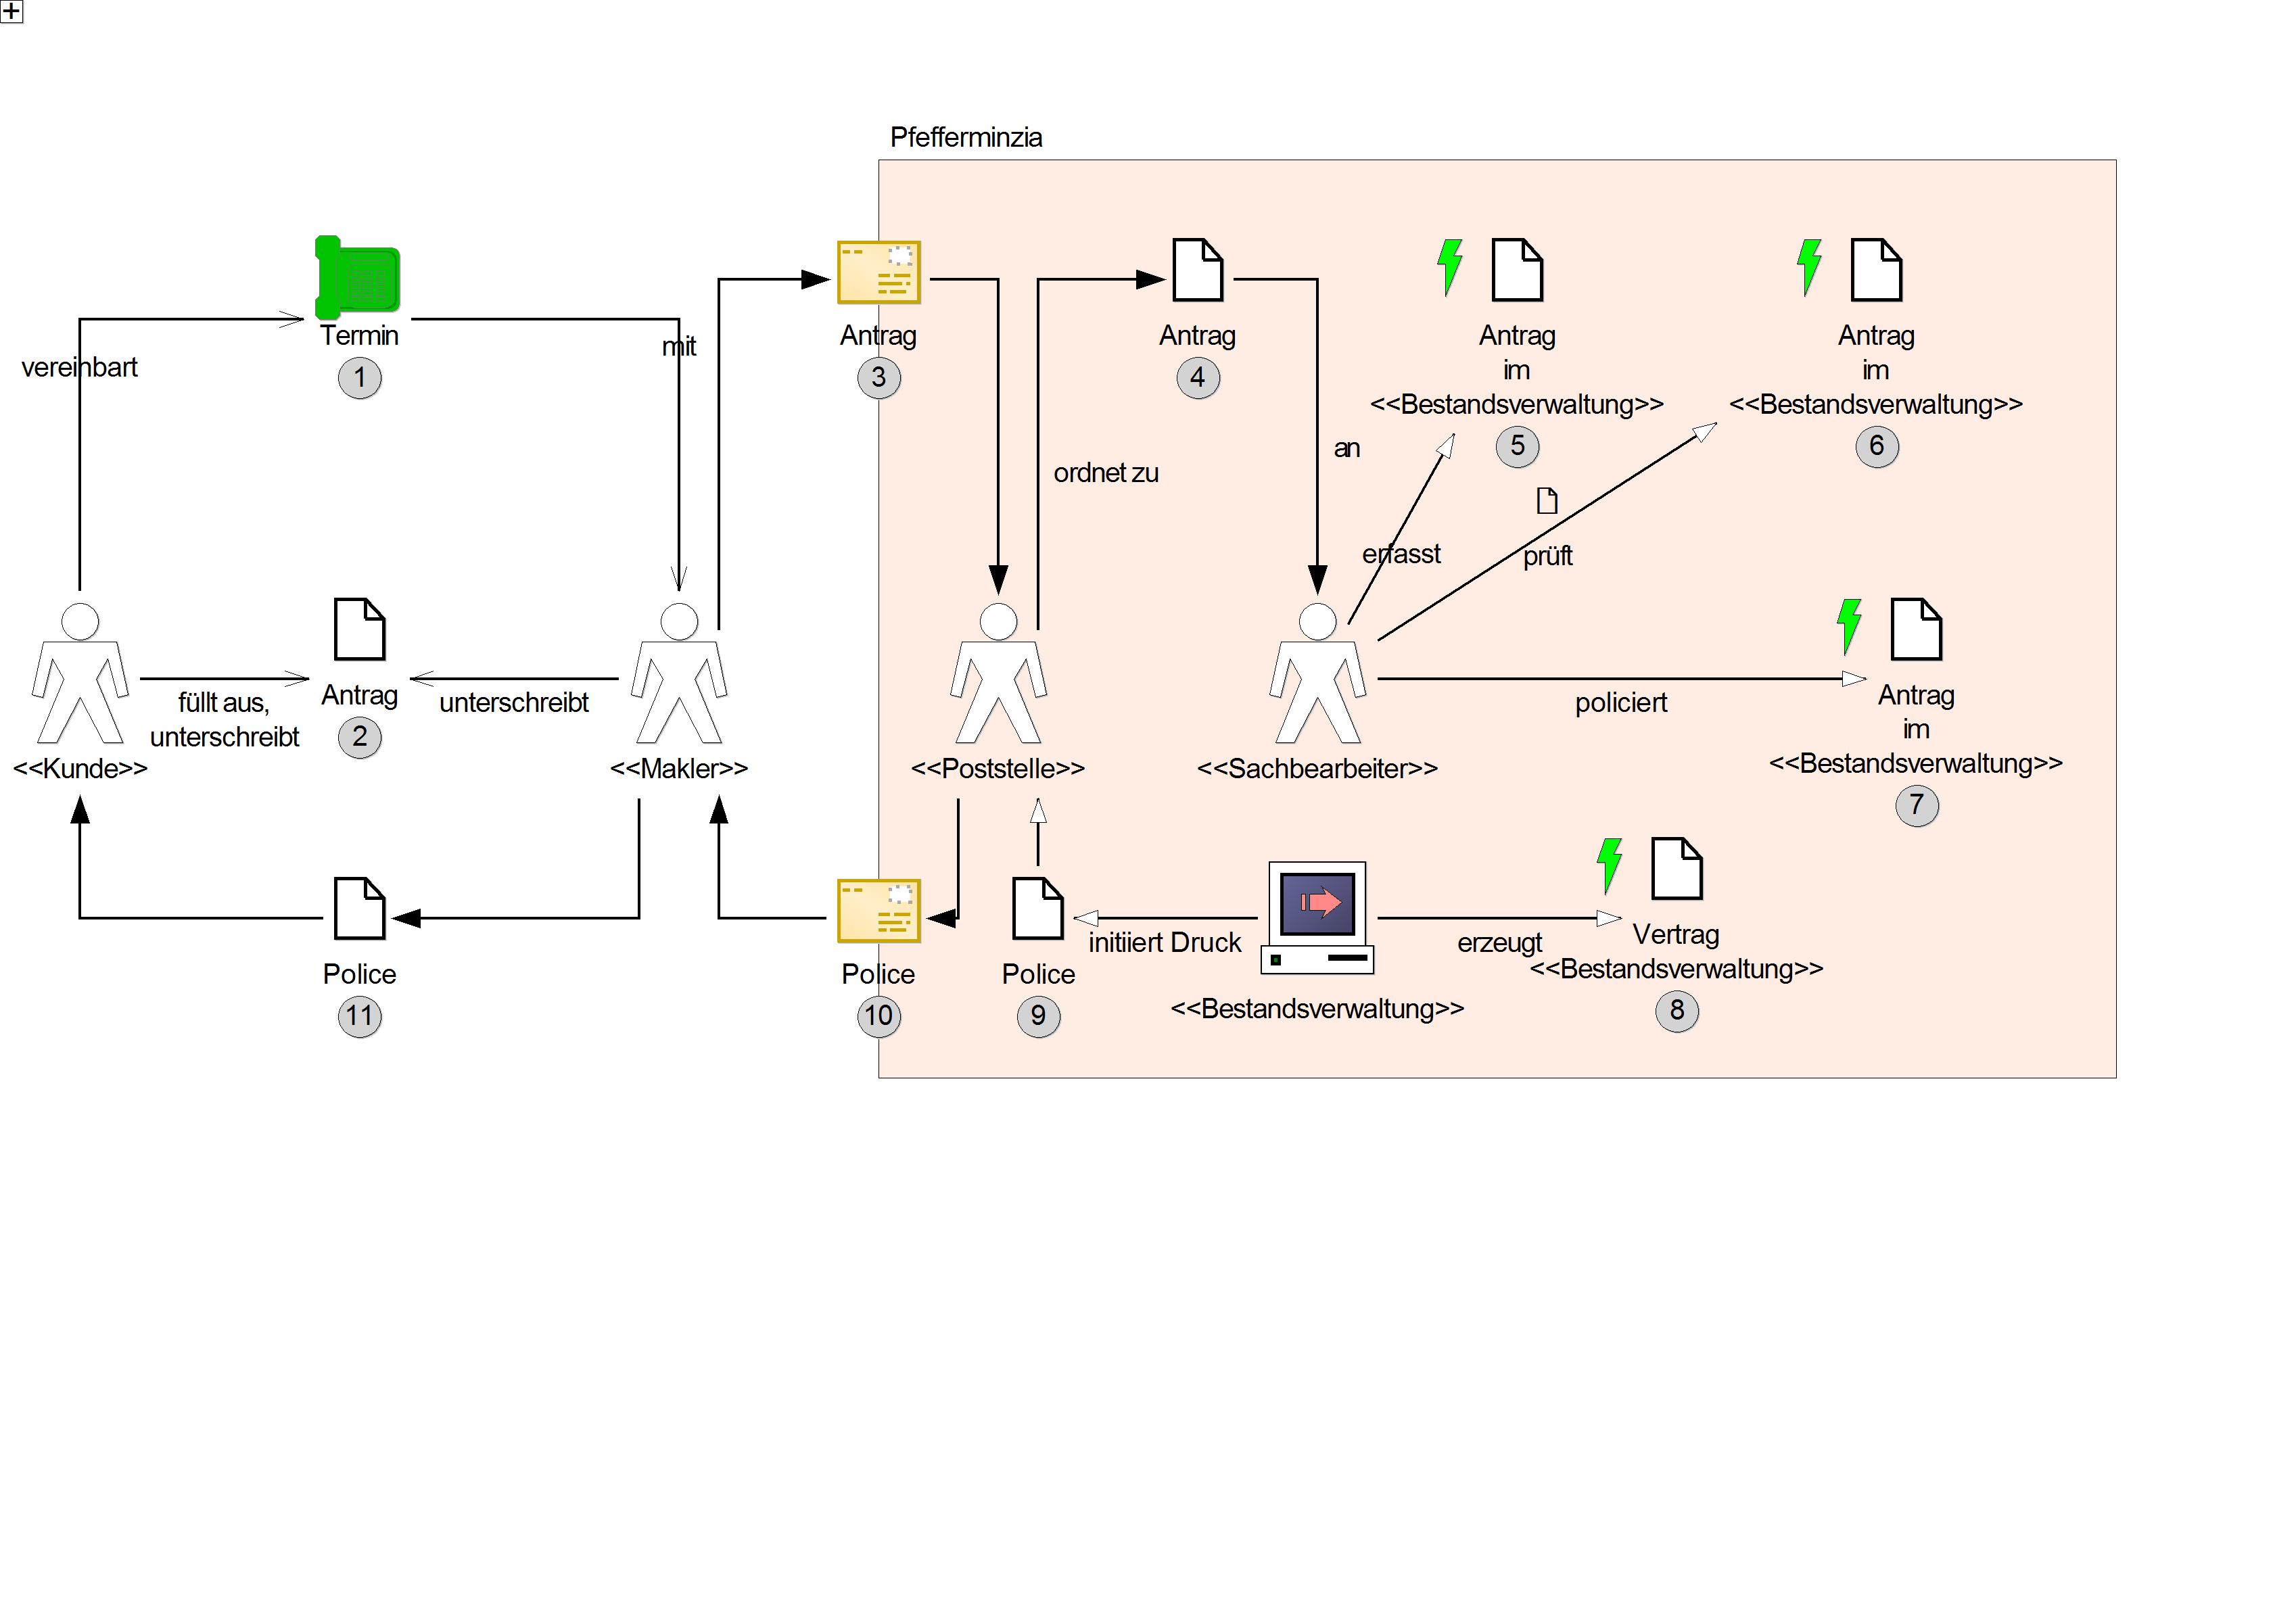 Pfefferminzia
vereinbart
Termin
1
mit
Antrag
3
ordnet zu
Antrag
4
an
Antrag
im
<<Bestandsverwaltung>>
5
Antrag
im
<<Bestandsverwaltung>>
6
erfasst
prüft
<<Kunde>>
füllt aus,
unterschreibt
Antrag
2
unterschreibt
<<Makler>>
<<Poststelle>>
<<Sachbearbeiter>>
policiert
Antrag
im
<<Bestandsverwaltung>>
7
Police
11
Police
10
Police
9
initiiert Druck
<<Bestandsverwaltung>>
erzeugt
Vertrag
<<Bestandsverwaltung>>
8